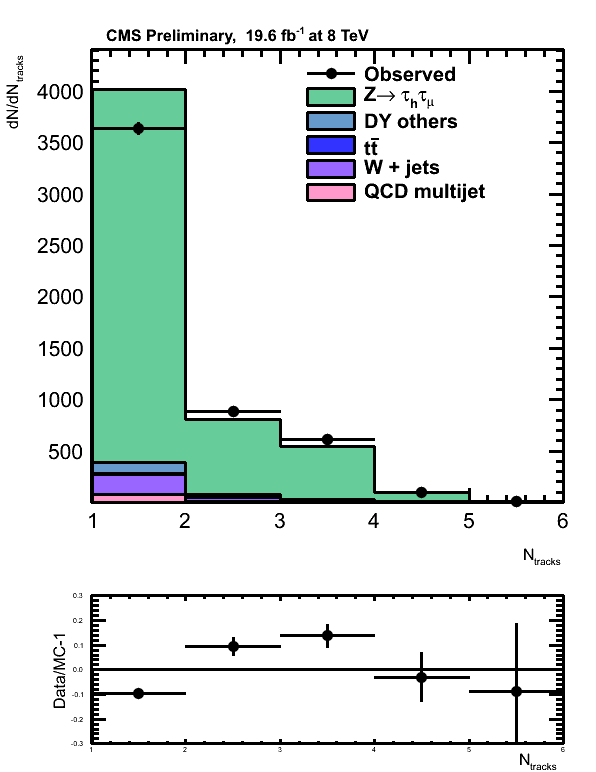 CMS Preliminary, 19.6 fb-1 at 8 TeV
dN/dNtracks
Observed
Z→ τhτμ
DY others
tt̄
W + jets
QCD multijet
4000
3500
3000
2500
2000
1500
1000
500
1 2 3 4 5 6
Ntracks
Data/MC-1
0.3
0.2
0.1
0.0
-0.1
-0.2
-0.3
1 2 3 4 5 6
Ntracks